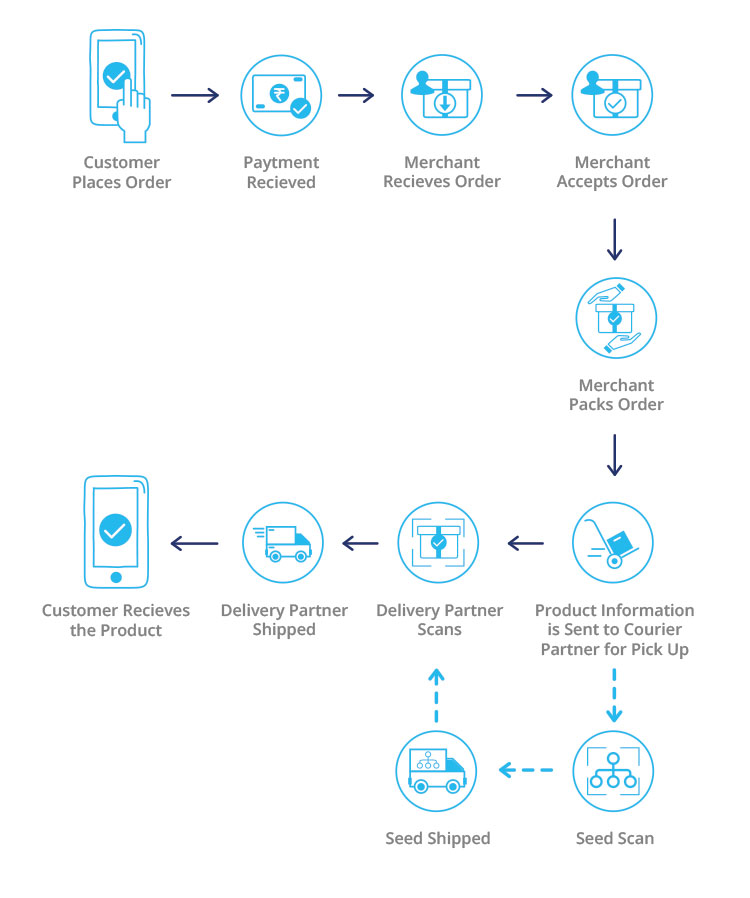 Customer
Places Order
Paytment
Recieved
Merchant
Recieves Order
Merchant
Accepts Order
Merchant
Packs Order
Customer Recieves
the Product
Delivery Partner
Shipped
Delivery Partner
Scans
Product Information
is Sent to Courier
Partner for Pick Up
Seed Shipped
Seed Scan